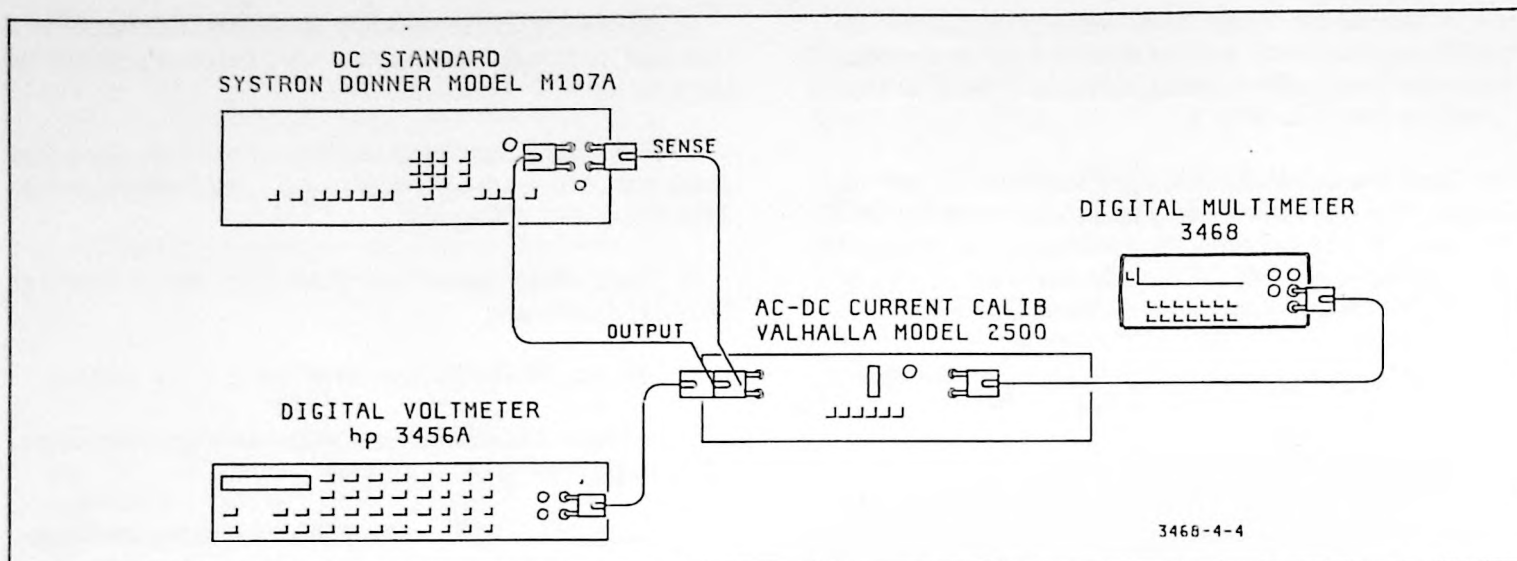 DC STANDARD
SYSTRON DONNER MODEL M107A
SENSE
DIGITAL MULTIMETER
3468
AC-DC CURRENT CALIB
VALHALLA MODEL 2500
OUTPUT
DIGITAL VOLTMETER
hp 3456A
3468-4-4